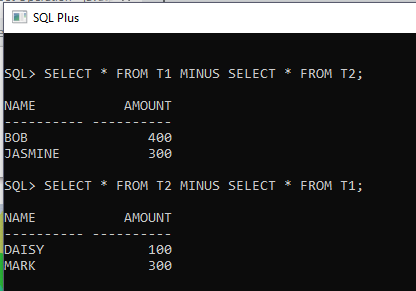 SQL Plus
SQL> SELECT * FROM T1 MINUS SELECT * FROM T2;
NAME           AMOUNT
---------- ----------
BOB               400
JASMINE           300
SQL> SELECT * FROM T2 MINUS SELECT * FROM T1;
NAME           AMOUNT
---------- ----------
DAISY             100
MARK              300